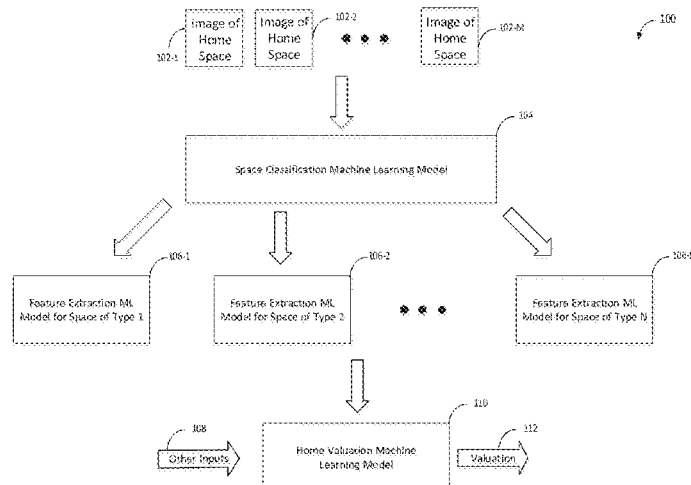 Image of
Home
Space
102-1
Image of
Home
Space
102-2
Image of
Home
Space
102-M
100
104
Space Classification Machine Learning Model
106-1
Feature Extraction ML
Model for Space of Type 1
106-2
Feature Extraction ML
Model for Space of Type 2
Feature Extraction ML
Model for Space of Type N
108
Other Inputs
110
Home Valuation Machine
Learning Model
112
Valuation